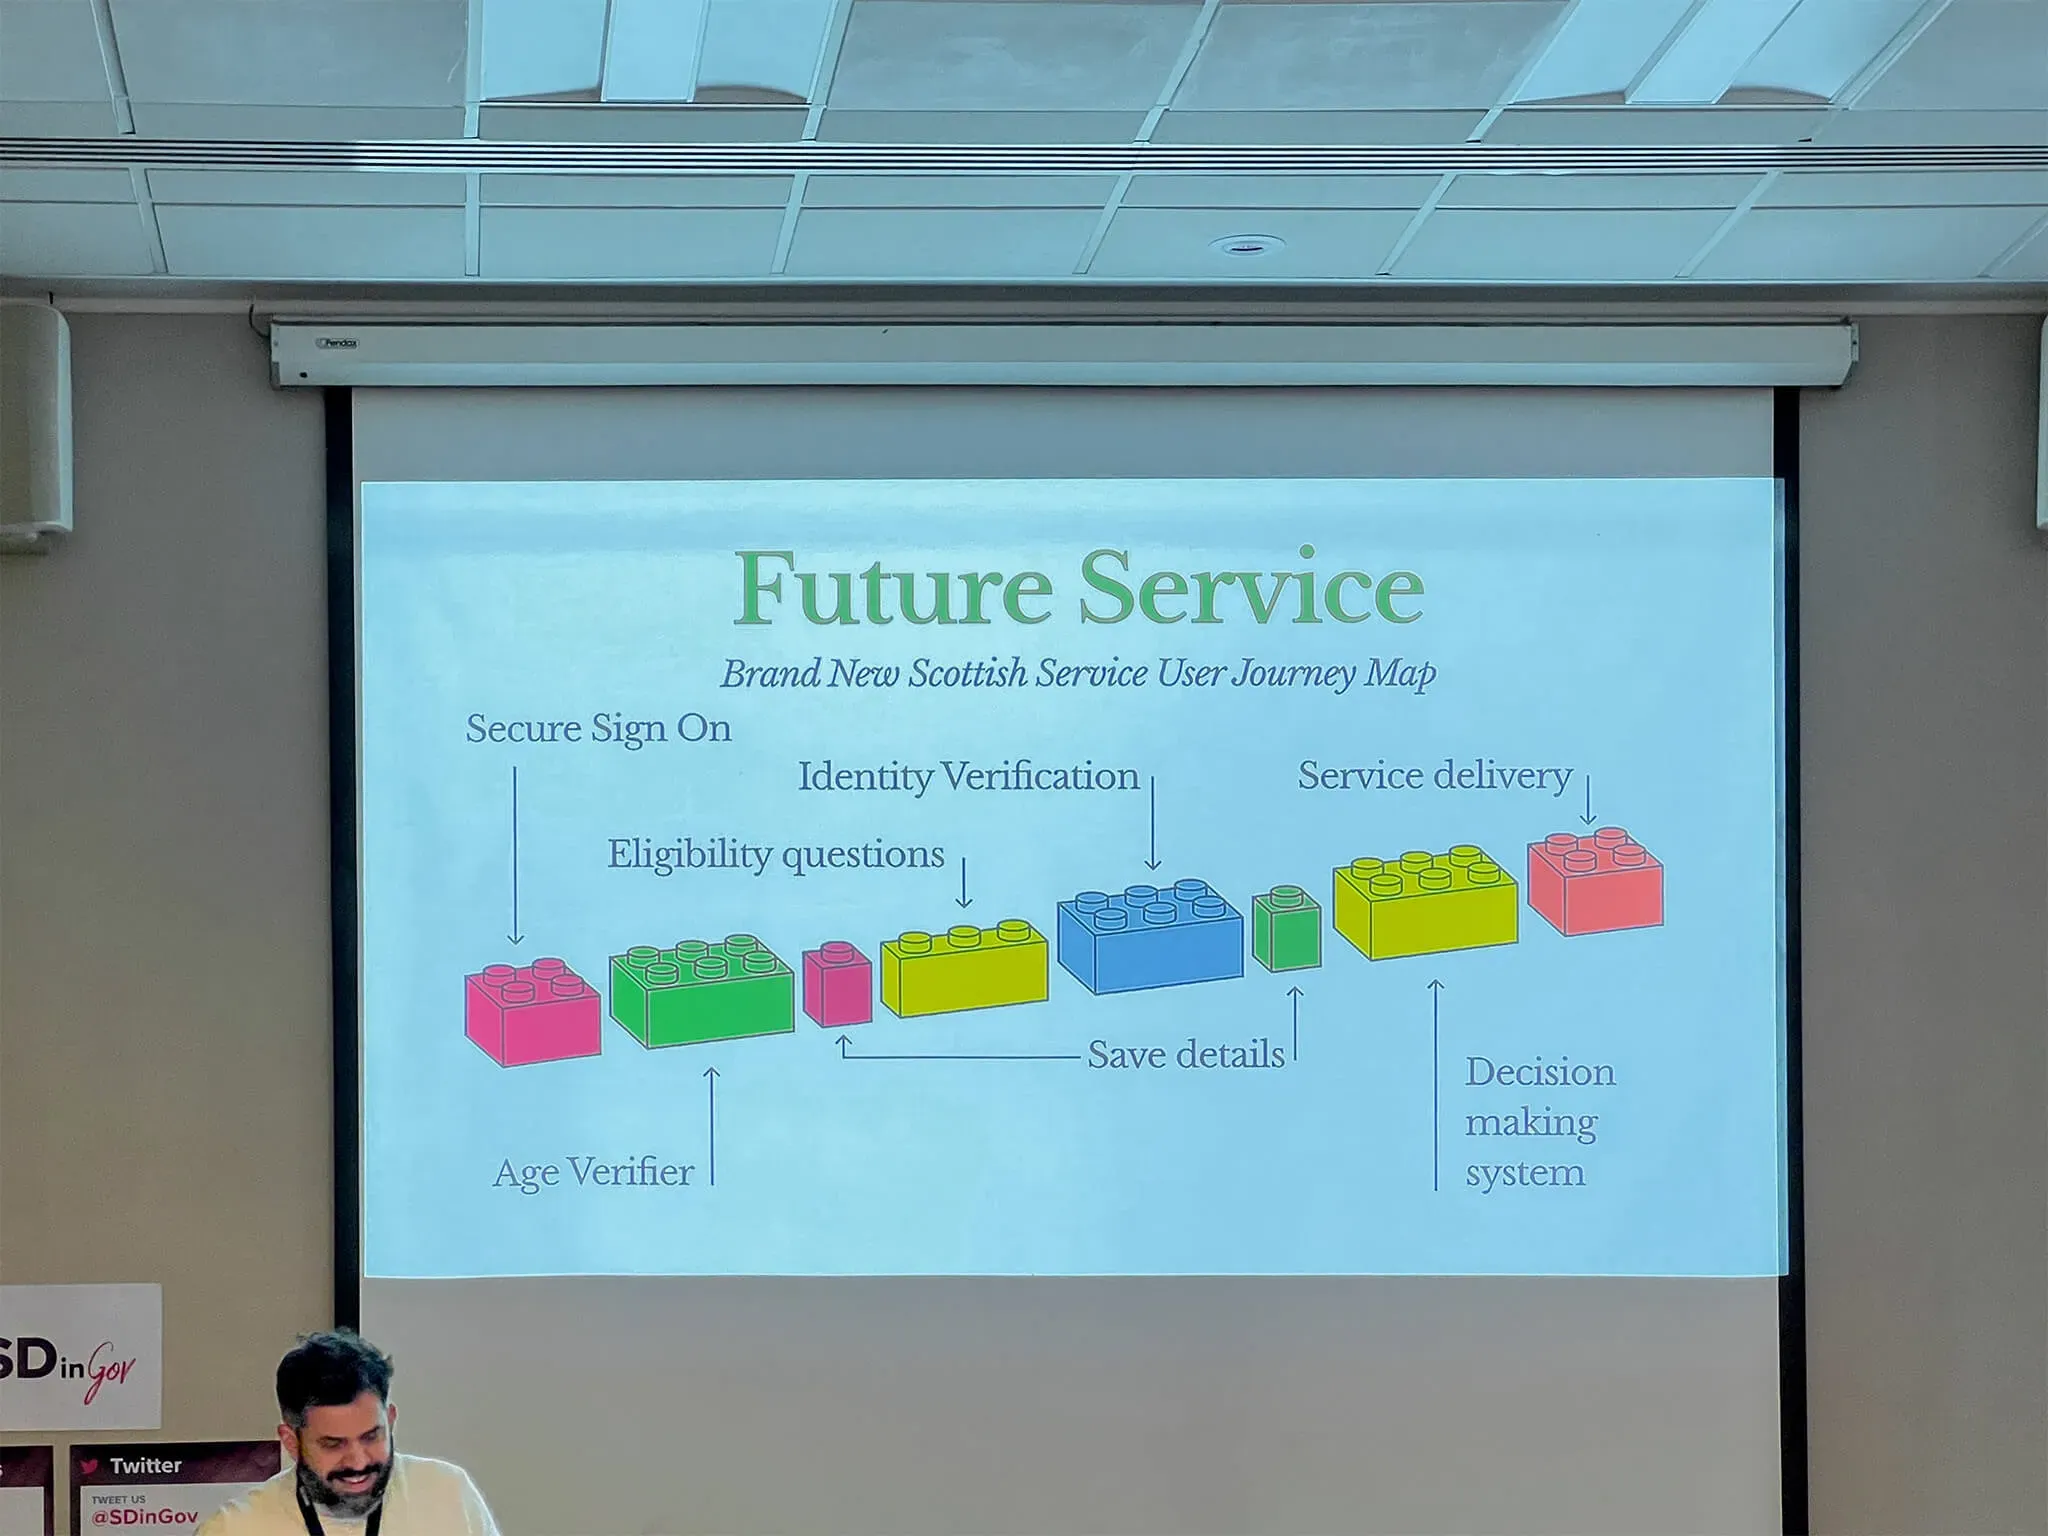 Pendax
Future Service
Brand New Scottish Service User Journey Map
Secure Sign On
Identity Verification
Service delivery
Eligibility questions
Save details
Age Verifier
Decision
making
system
SDinGov
s
Twitter
TWEET US
@SDinGov